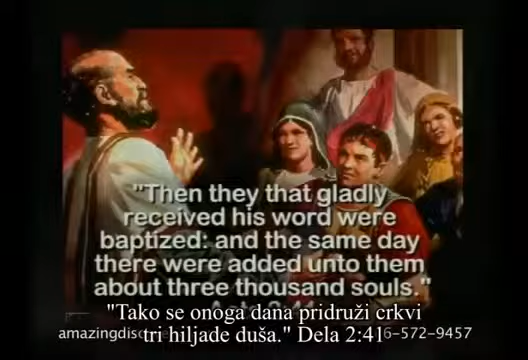 "Then they that gladly
received his word were
baptized: and the same day
there were added unto them
about three thousand souls."
"Tako se onoga dana pridruži crkvi
tri hiljade duša." Dela 2:41
amazingdisc
6-572-9457